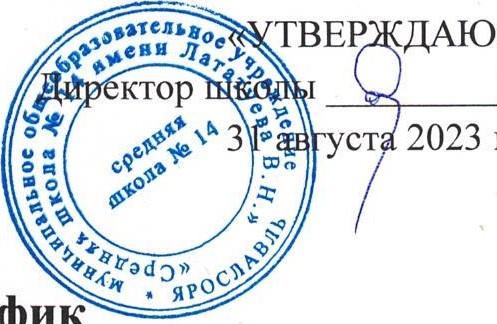 «УТВЕРЖДАЮ
Директор школы
31 августа 2023
муниципальное общеобразовательное учреждение
«Средняя школа № 14 имени Латышева В.Н.»
* ЯРОСЛАВЛЬ
средняя
школа № 14
фик